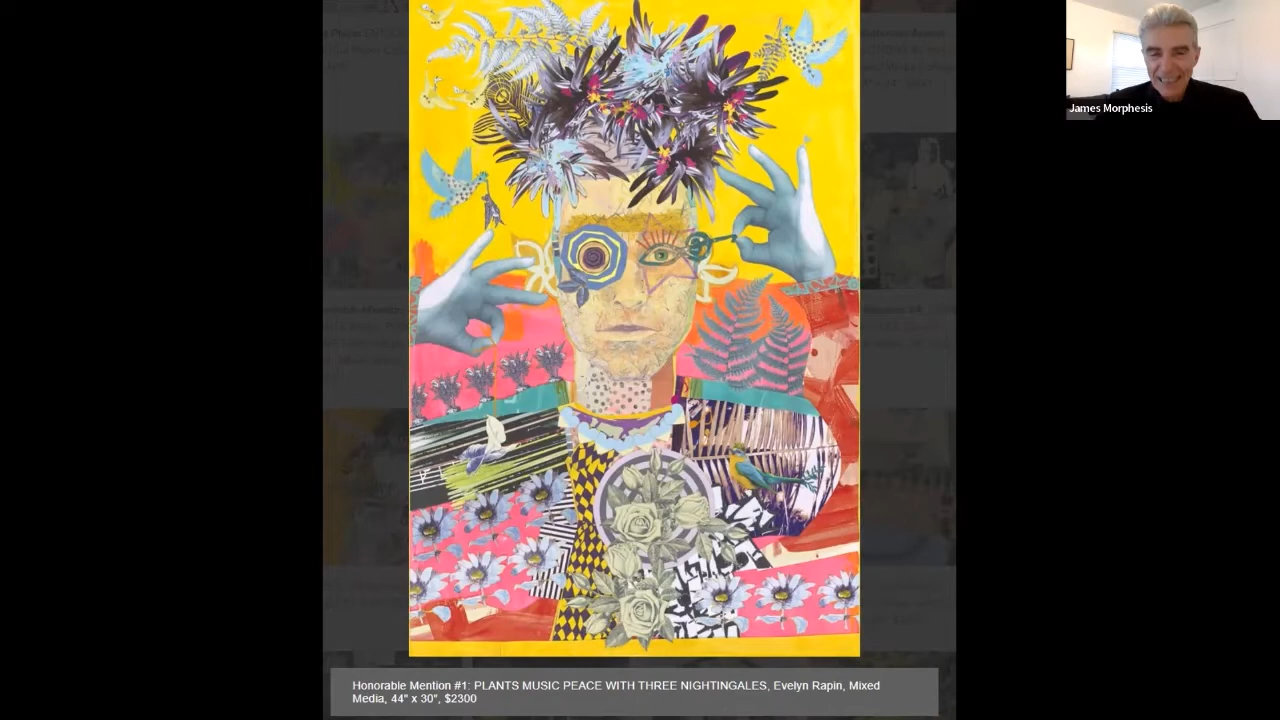 James Morphesis
Honorable Mention #1: PLANTS MUSIC PEACE WITH THREE NIGHTINGALES, Evelyn Rapin, Mixed
Media, 44" x 30", $2300